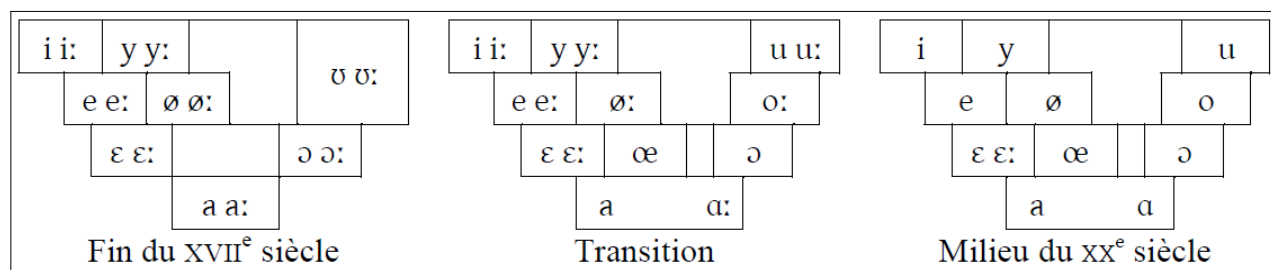 i iː y yː i iː y yː u uː i y u
ʊ ʊː
e eː ø øː e eː øː oː e ø o
ɛ ɛː ɔ ɔː ɛ ɛː œ ɔ ɛ ɛː œ ɔ
a aː a ɑː a ɑ
Fin du XVIIe siècle Transition Milieu du XXe siècle